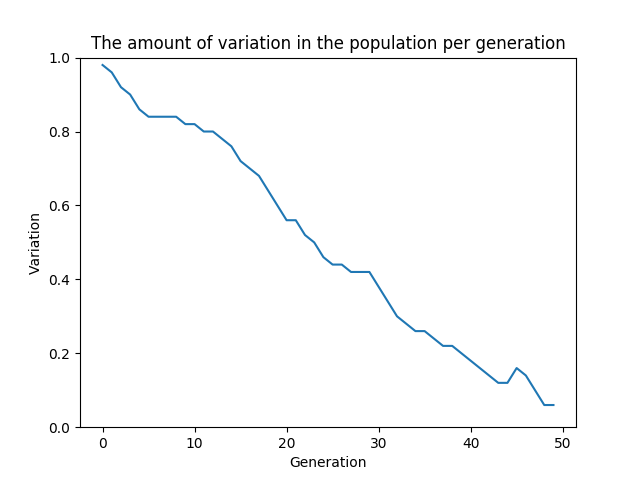 The amount of variation in the population per generation
1.0
0.8
0.6
0.4
0.2
0.0
Variation
0 10 20 30 40 50
Generation